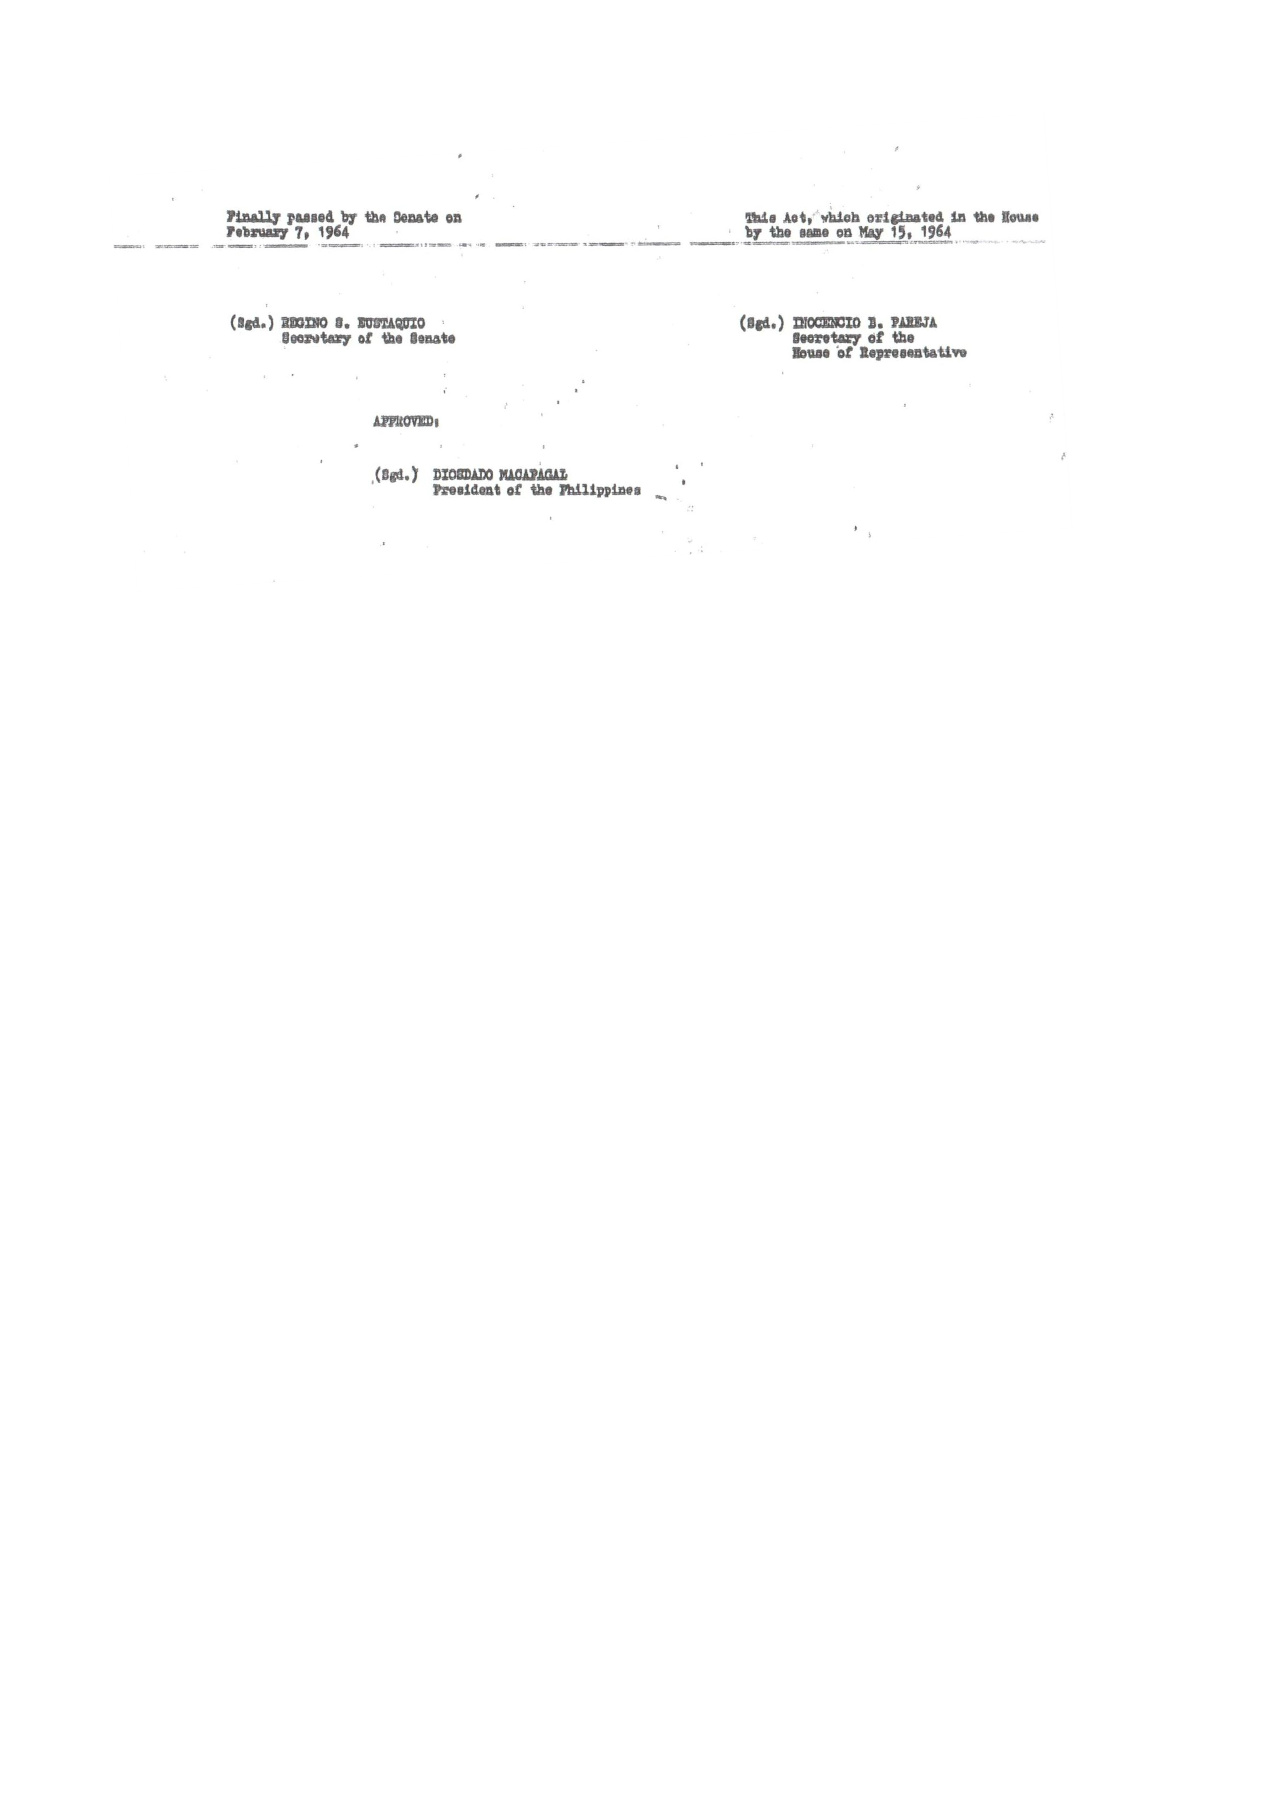 Finally passed by the Senate on
February 7, 1964
This Act, which originated in the House
by the same on May 15, 1964
(Sgd.) REGINO S. EUSTAQUIO
Secretary of the Senate
(Sgd.) INOCENCIO B. PAREJA
Secretary of the
House of Representative
APPROVED:
(Sgd.) DIOSDADO MACAPAGAL
President of the Philippines